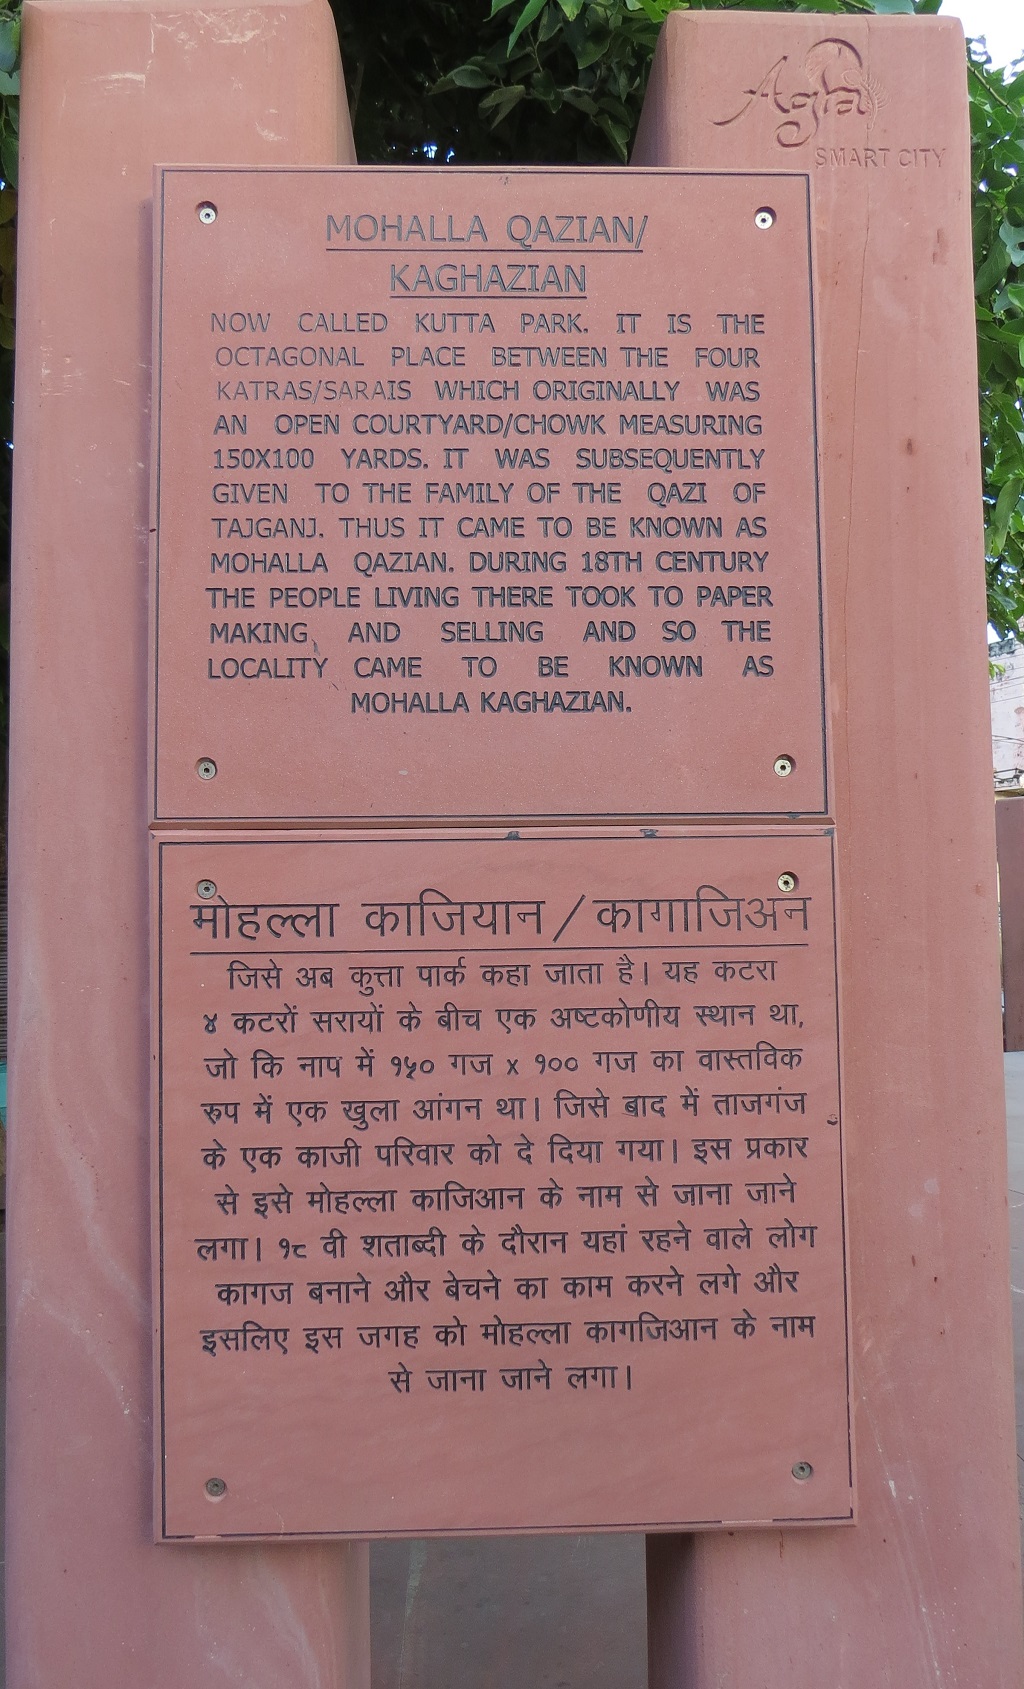 Agra
SMART CITY
MOHALLA QAZIAN/
KAGHAZIAN
NOW CALLED KUTTA PARK. IT IS THE
OCTAGONAL PLACE BETWEEN THE FOUR
KATRAS/SARAIS WHICH ORIGINALLY WAS
AN OPEN COURTYARD/CHOWK MEASURING
150X100 YARDS. IT WAS SUBSEQUENTLY
GIVEN TO THE FAMILY OF THE QAZI OF
TAJGANJ. THUS IT CAME TO BE KNOWN AS
MOHALLA QAZIAN. DURING 18TH CENTURY
THE PEOPLE LIVING THERE TOOK TO PAPER
MAKING AND SELLING AND SO THE
LOCALITY CAME TO BE KNOWN AS
MOHALLA KAGHAZIAN.
मोहल्ला काजियान / कागाजिअन
जिसे अब कुत्ता पार्क कहा जाता है। यह कटरा
४ कटरों सरायों के बीच एक अष्टकोणीय स्थान था,
जो कि नाप में १५० गज x १०० गज का वास्तविक
रुप में एक खुला आंगन था। जिसे बाद में ताजगंज
के एक काजी परिवार को दे दिया गया। इस प्रकार
से इसे मोहल्ला काजिआन के नाम से जाना जाने
लगा। १८ वी शताब्दी के दौरान यहां रहने वाले लोग
कागज बनाने और बेचने का काम करने लगे और
इसलिए इस जगह को मोहल्ला कागजिआन के नाम
से जाना जाने लगा।